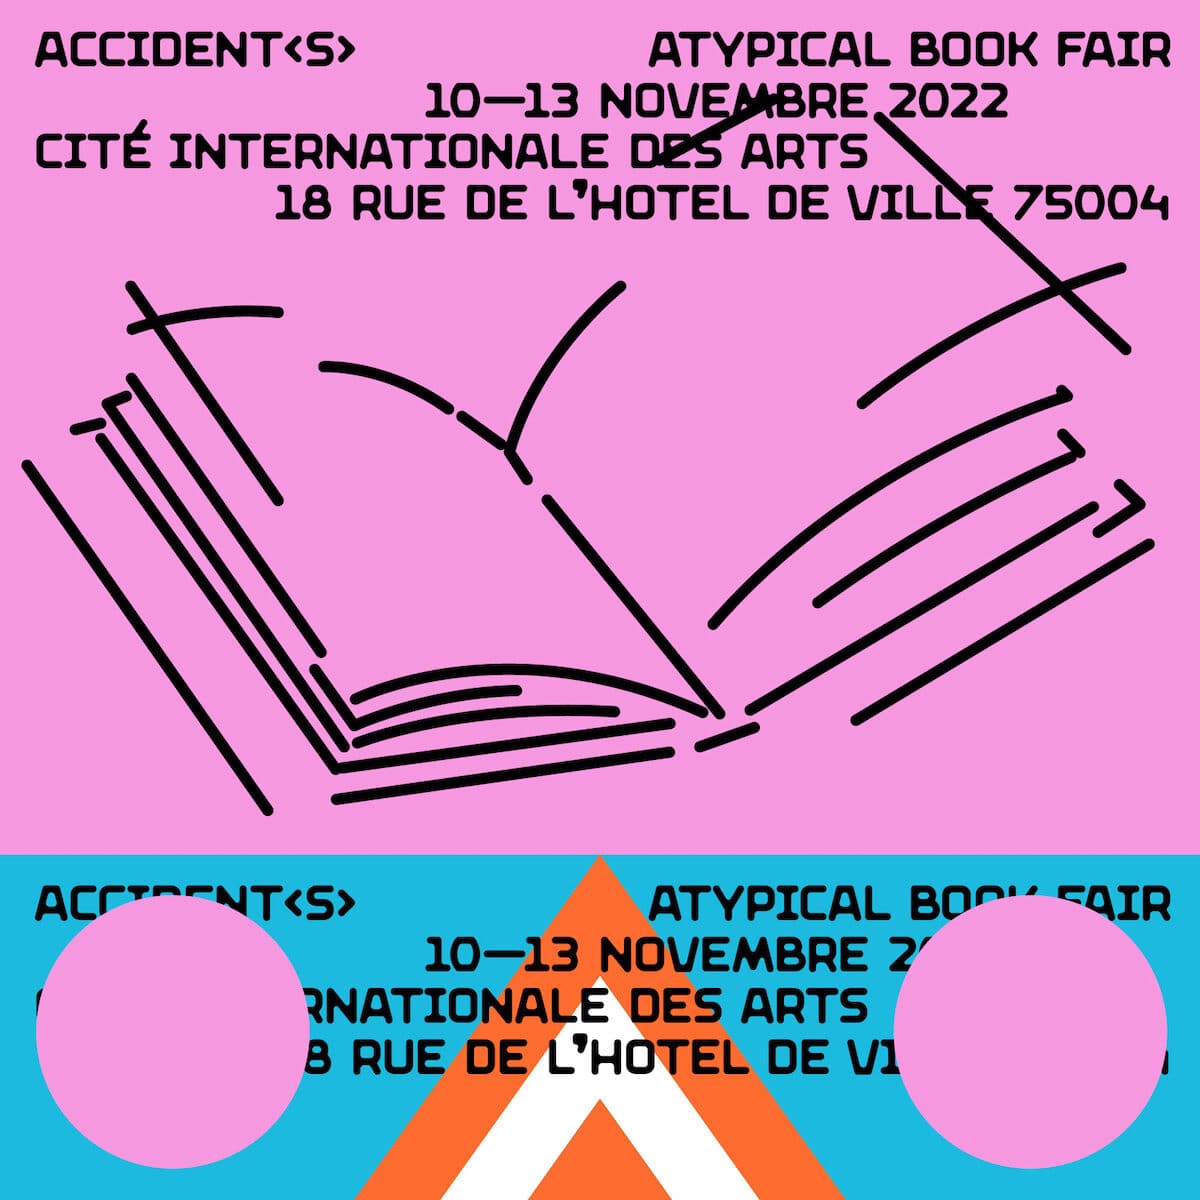 ACCIDENT<S> ATYPICAL BOOK FAIR
10—13 NOVEMBRE 2022
CITÉ INTERNATIONALE DES ARTS
18 RUE DE L'HOTEL DE VILLE 75004
ACCIDENT<S> ATYPICAL BOOK FAIR
10—13 NOVEMBRE
DES ARTS
RUE DE L'HOTEL DE